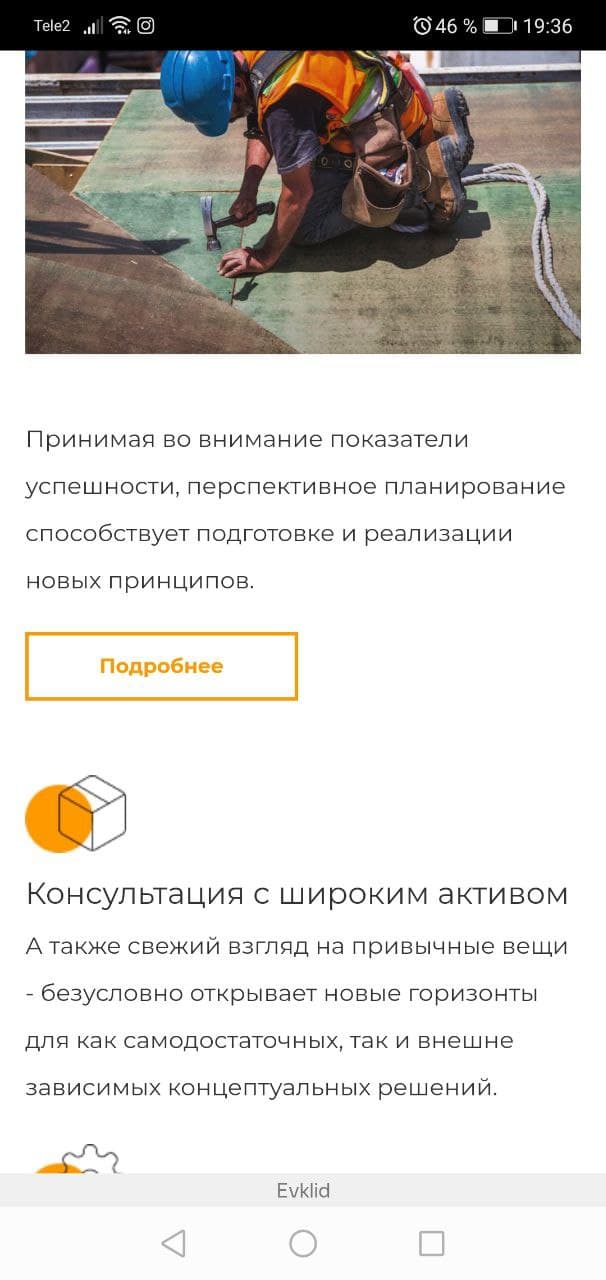 Tele2
46 % 19:36
Принимая во внимание показатели
успешности, перспективное планирование
способствует подготовке и реализации
новых принципов.
Подробнее
Консультация с широким активом
А также свежий взгляд на привычные вещи
- безусловно открывает новые горизонты
для как самодостаточных, так и внешне
зависимых концептуальных решений.
Evklid